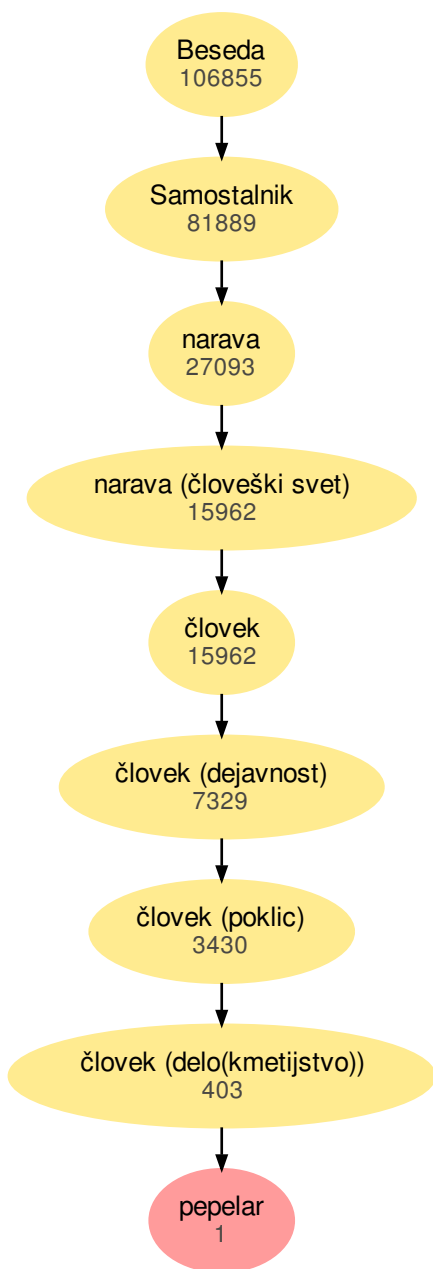 Beseda
106855
Samostalnik
81889
narava
27093
narava (človeški svet)
15962
človek
15962
človek (dejavnost)
7329
človek (poklic)
3430
človek (delo(kmetijstvo))
403
pepelar
1